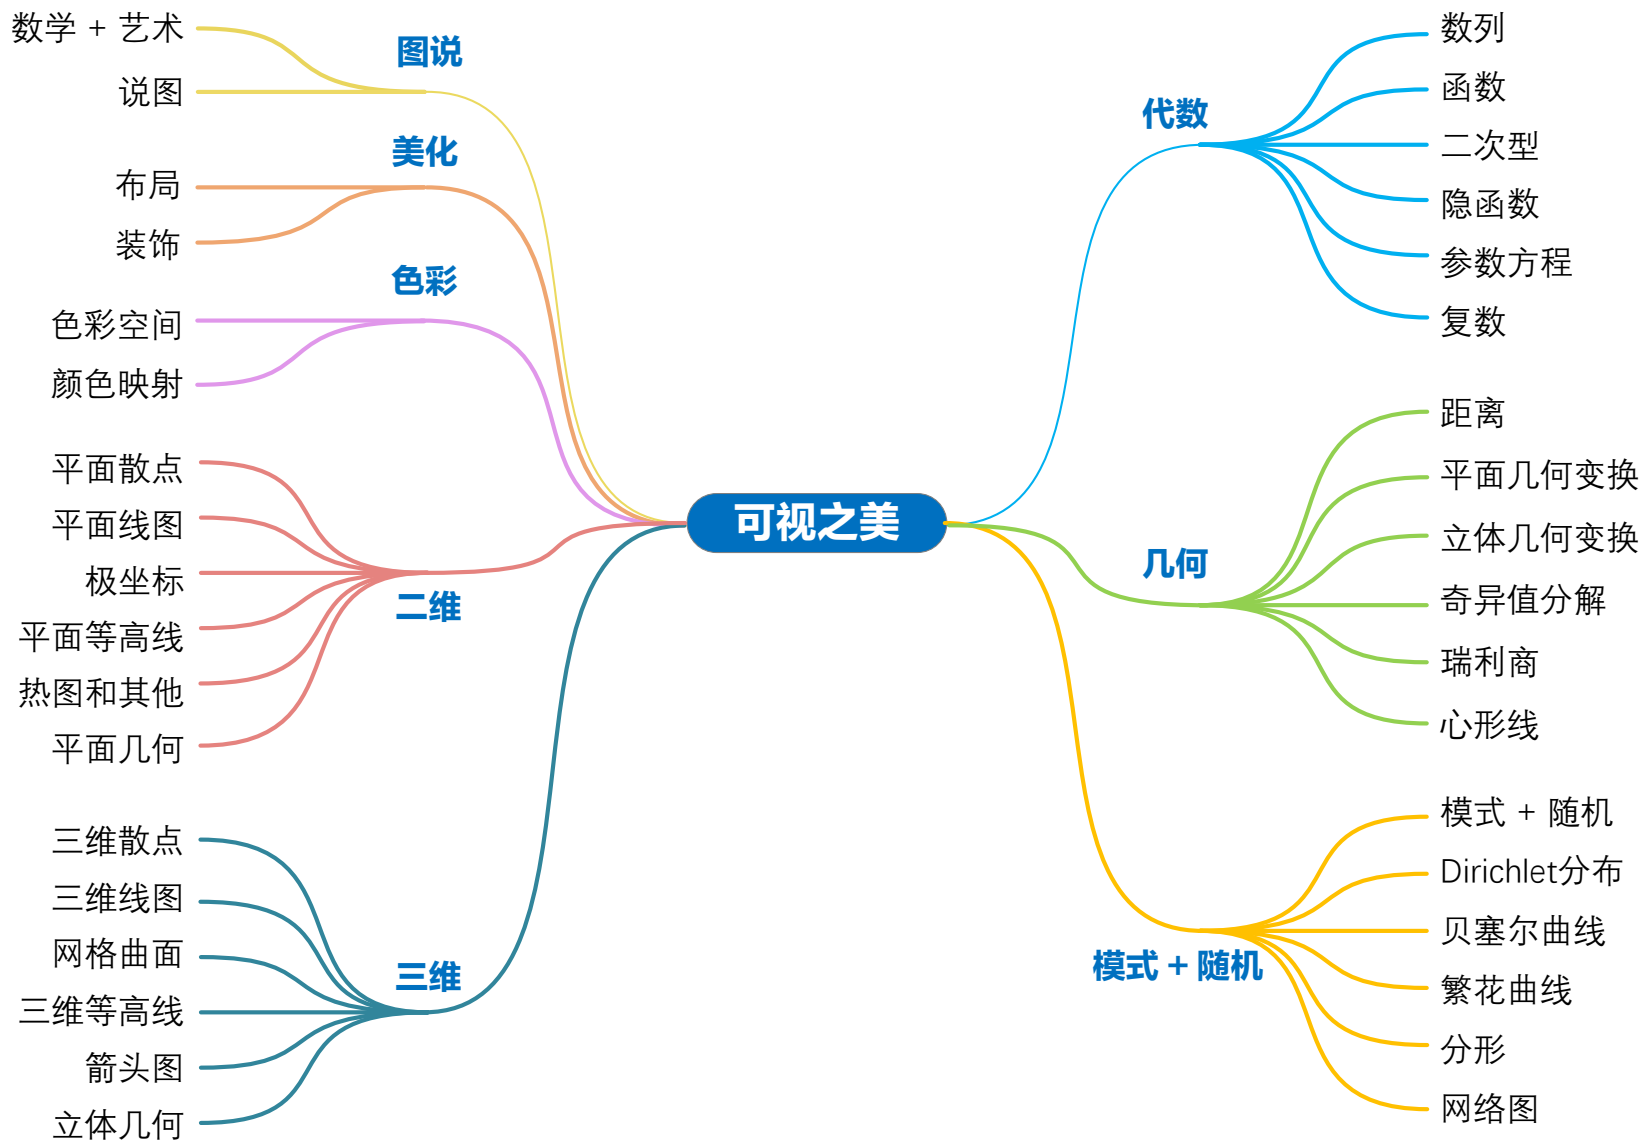 可视之美
图说
数学 + 艺术
说图
美化
布局
装饰
色彩
色彩空间
颜色映射
二维
平面散点
平面线图
极坐标
平面等高线
热图和其他
平面几何
三维
三维散点
三维线图
网格曲面
三维等高线
箭头图
立体几何
代数
数列
函数
二次型
隐函数
参数方程
复数
几何
距离
平面几何变换
立体几何变换
奇异值分解
瑞利商
心形线
模式 + 随机
模式 + 随机
Dirichlet分布
贝塞尔曲线
繁花曲线
分形
网络图